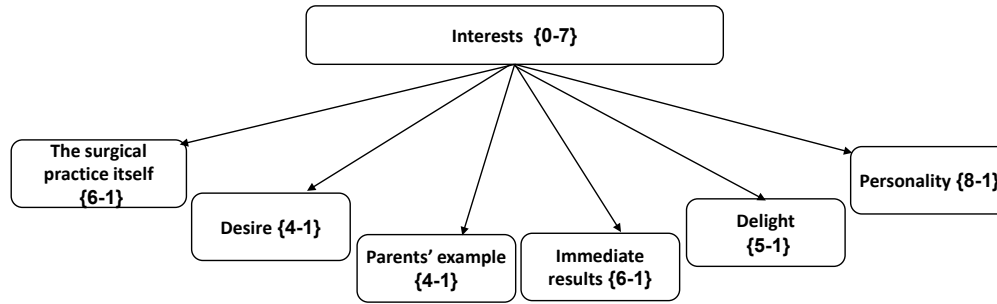 Interests {0-7}
The surgical
practice itself
{6-1}
Desire {4-1}
Parents' example
{4-1}
Immediate
results {6-1}
Delight
{5-1}
Personality {8-1}